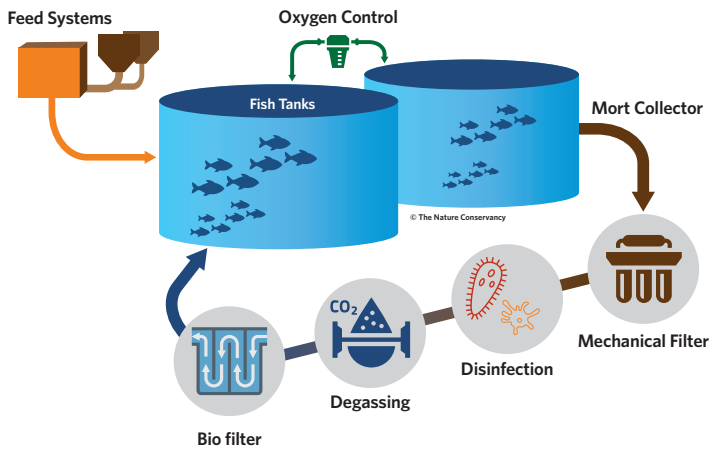 Feed Systems
Oxygen Control
Fish Tanks
Mort Collector
© The Nature Conservancy
Mechanical Filter
Disinfection
CO₂
Degassing
Bio filter